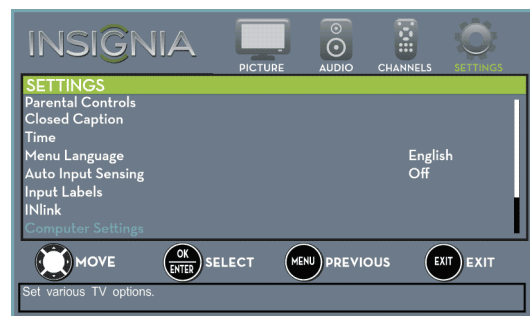 INSIGNIA
PICTURE AUDIO CHANNELS SETTINGS
SETTINGS
Parental Controls
Closed Caption
Time
Menu Language English
Auto Input Sensing Off
Input Labels
INlink
Computer Settings
MOVE OK ENTER SELECT MENU PREVIOUS EXIT EXIT
Set various TV options.